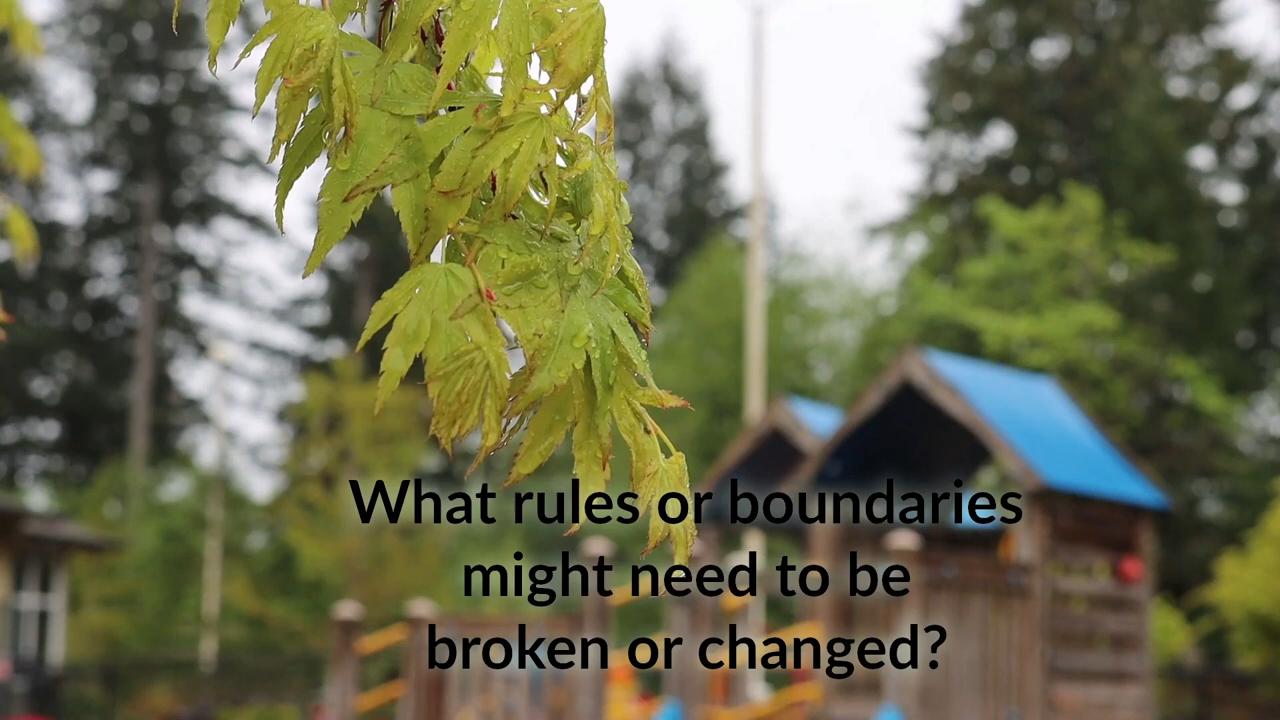 What rules or boundaries
might need to be
broken or changed?